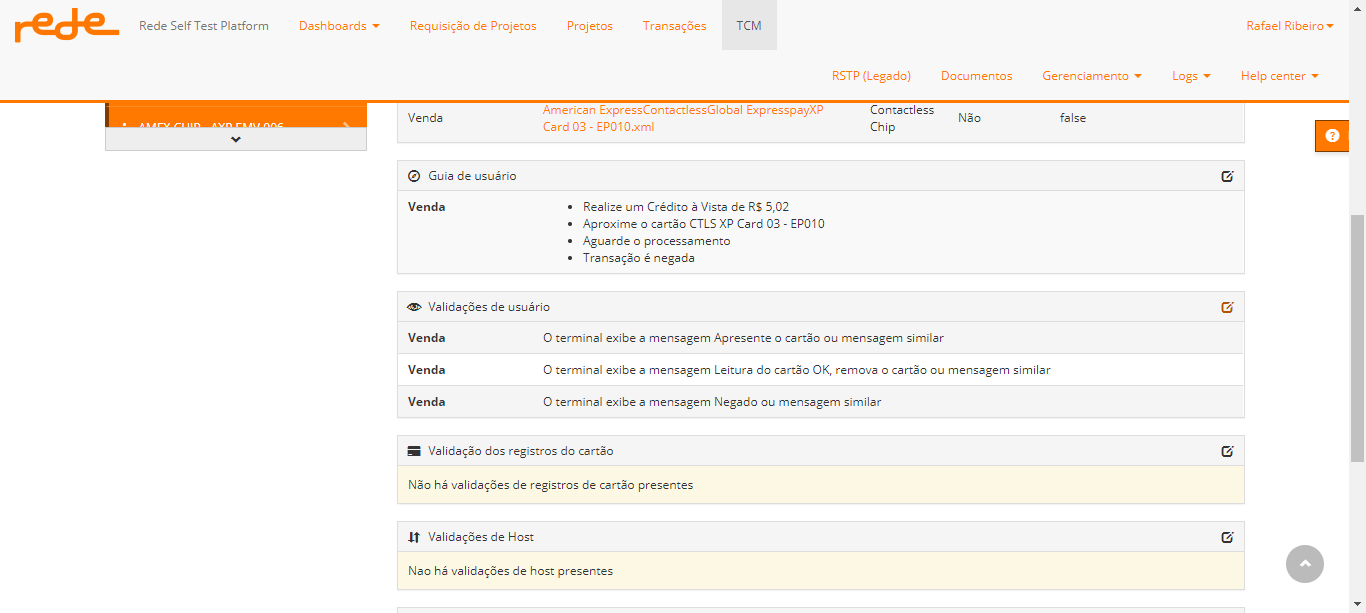 rede Rede Self Test Platform Dashboards Requisição de Projetos Projetos Transações TCM Rafael Ribeiro
RSTP (Legado) Documentos Gerenciamento Logs Help center
AMEX CHIP - AXP EMV 006
Venda American ExpressContactlessGlobal ExpresspayXP Contactless Não false
Card 03 - EP010.xml Chip
Guia de usuário
Venda Realize um Crédito à Vista de R$ 5,02
Aproxime o cartão CTLS XP Card 03 - EP010
Aguarde o processamento
Transação é negada
Validações de usuário
Venda O terminal exibe a mensagem Apresente o cartão ou mensagem similar
Venda O terminal exibe a mensagem Leitura do cartão OK, remova o cartão ou mensagem similar
Venda O terminal exibe a mensagem Negado ou mensagem similar
Validação dos registros do cartão
Não há validações de registros de cartão presentes
Validações de Host
Nao há validações de host presentes